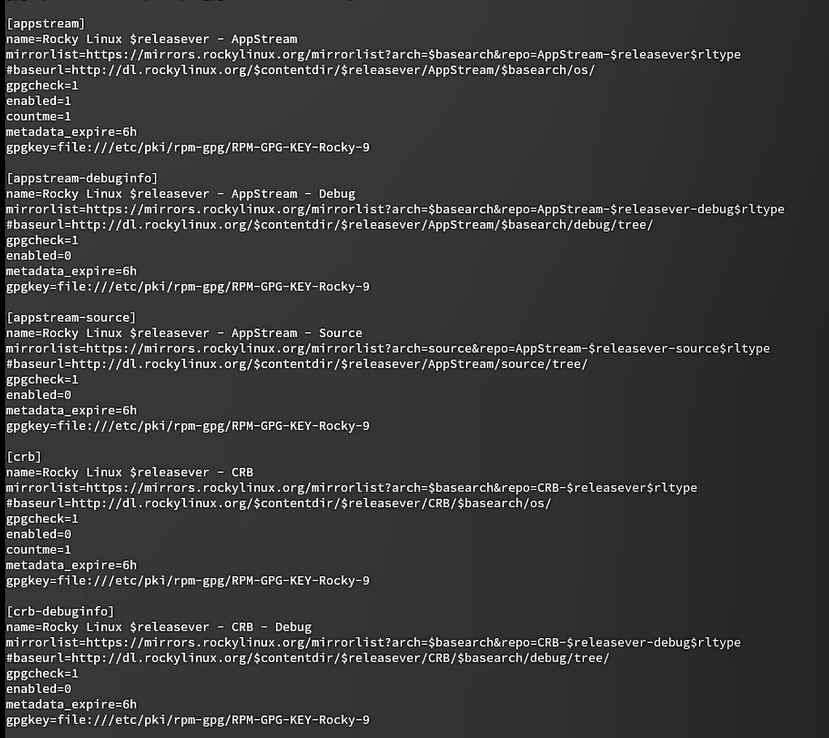 [appstream]
name=Rocky Linux $releasever - AppStream
mirrorlist=https://mirrors.rockylinux.org/mirrorlist?arch=$basearch&repo=AppStream-$releasever$rltype
#baseurl=http://dl.rockylinux.org/$contentdir/$releasever/AppStream/$basearch/os/
gpgcheck=1
enabled=1
countme=1
metadata_expire=6h
gpgkey=file:///etc/pki/rpm-gpg/RPM-GPG-KEY-Rocky-9
[appstream-debuginfo]
name=Rocky Linux $releasever - AppStream - Debug
mirrorlist=https://mirrors.rockylinux.org/mirrorlist?arch=$basearch&repo=AppStream-$releasever-debug$rltype
#baseurl=http://dl.rockylinux.org/$contentdir/$releasever/AppStream/$basearch/debug/tree/
gpgcheck=1
enabled=0
metadata_expire=6h
gpgkey=file:///etc/pki/rpm-gpg/RPM-GPG-KEY-Rocky-9
[appstream-source]
name=Rocky Linux $releasever - AppStream - Source
mirrorlist=https://mirrors.rockylinux.org/mirrorlist?arch=source&repo=AppStream-$releasever-source$rltype
#baseurl=http://dl.rockylinux.org/$contentdir/$releasever/AppStream/source/tree/
gpgcheck=1
enabled=0
metadata_expire=6h
gpgkey=file:///etc/pki/rpm-gpg/RPM-GPG-KEY-Rocky-9
[crb]
name=Rocky Linux $releasever - CRB
mirrorlist=https://mirrors.rockylinux.org/mirrorlist?arch=$basearch&repo=CRB-$releasever$rltype
#baseurl=http://dl.rockylinux.org/$contentdir/$releasever/CRB/$basearch/os/
gpgcheck=1
enabled=0
countme=1
metadata_expire=6h
gpgkey=file:///etc/pki/rpm-gpg/RPM-GPG-KEY-Rocky-9
[crb-debuginfo]
name=Rocky Linux $releasever - CRB - Debug
mirrorlist=https://mirrors.rockylinux.org/mirrorlist?arch=$basearch&repo=CRB-$releasever-debug$rltype
#baseurl=http://dl.rockylinux.org/$contentdir/$releasever/CRB/$basearch/debug/tree/
gpgcheck=1
enabled=0
metadata_expire=6h
gpgkey=file:///etc/pki/rpm-gpg/RPM-GPG-KEY-Rocky-9